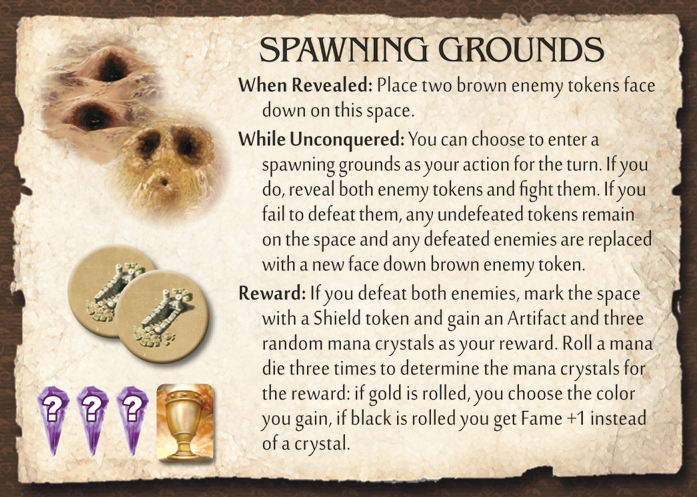 SPAWNING GROUNDS
When Revealed: Place two brown enemy tokens face
down on this space.
While Unconquered: You can choose to enter a
spawning grounds as your action for the turn. If you
do, reveal both enemy tokens and fight them. If you
fail to defeat them, any undefeated tokens remain
on the space and any defeated enemies are replaced
with a new face down brown enemy token.
Reward: If you defeat both enemies, mark the space
with a Shield token and gain an Artifact and three
random mana crystals as your reward. Roll a mana
die three times to determine the mana crystals for
the reward: if gold is rolled, you choose the color
you gain, if black is rolled you get Fame +1 instead
of a crystal.
? ? ?